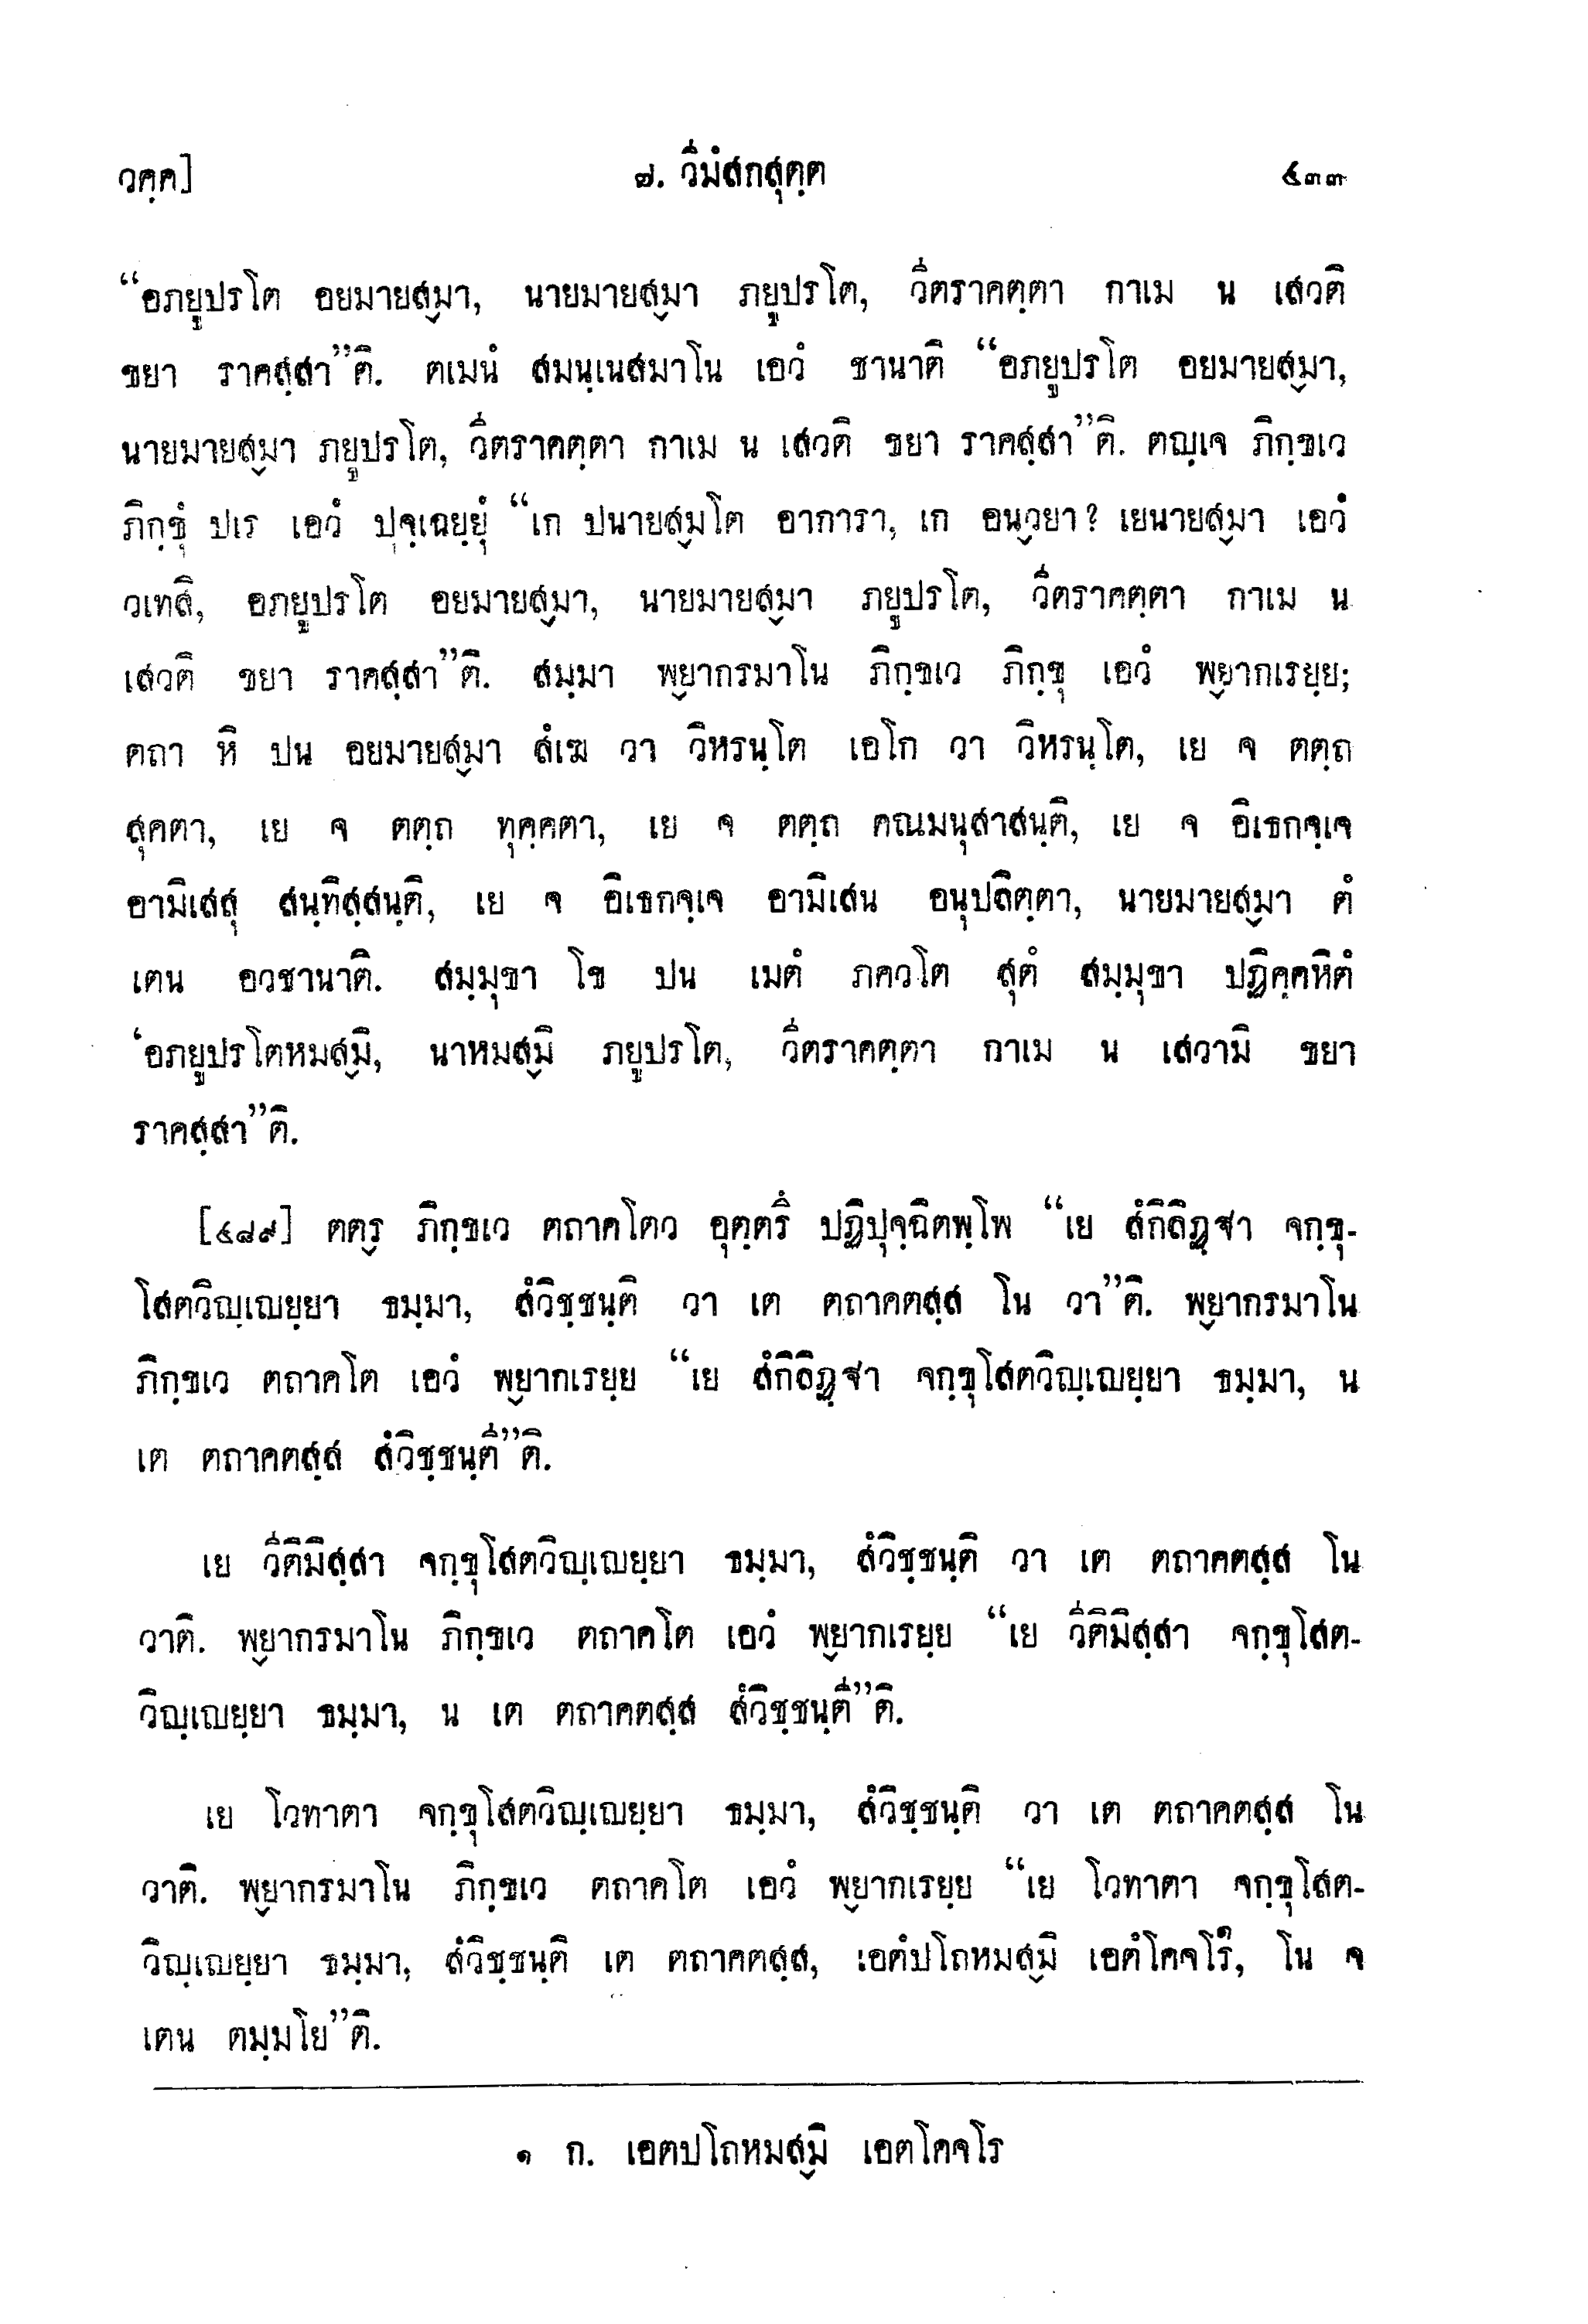 วคฺค]
๗. วีมํสกสุตฺต
๕๓๓
“อภยูปรโต อยมายสฺมา, นายมายสฺมา ภยูปรโต, วีตราคตฺตา กาเม น เสวติ
ขยา ราคสฺสา”ติ. ตเมนํ สมนฺเนสมาโน เอวํ ชานาติ “อภยูปรโต อยมายสฺมา,
นายมายสฺมา ภยูปรโต, วีตราคตฺตา กาเม น เสวติ ขยา ราคสฺสา”ติ. ตญฺเจ ภิกฺขเว
ภิกฺขุํ ปเร เอวํ ปุจฺเฉยฺยุํ “เก ปนายสฺมโต อาการา, เก อนฺวยา? เยนายสฺมา เอวํ
วเทสิ, อภยูปรโต อยมายสฺมา, นายมายสฺมา ภยูปรโต, วีตราคตฺตา กาเม น
เสวติ ขยา ราคสฺสา”ติ. สมฺมา พฺยากรมาโน ภิกฺขเว ภิกฺขุ เอวํ พฺยากเรยฺย;
ตถา หิ ปน อยมายสฺมา สํเฆ วา วิหรนฺโต เอโก วา วิหรนฺโต, เย จ ตตฺถ
สุคตา, เย จ ตตฺถ ทุคฺคตา, เย จ ตตฺถ คณมนุสาสนฺติ, เย จ อิเธกจฺเจ
อามิเสสุ สนฺทิสฺสนฺติ, เย จ อิเธกจฺเจ อามิเสน อนุปลิตฺตา, นายมายสฺมา ตํ
เตน อวชานาติ. สมฺมุขา โข ปน เมตํ ภควโต สุตํ สมฺมุขา ปฏิคฺคหิตํ
‘อภยูปรโตหมสฺมิ, นาหมสฺมิ ภยูปรโต, วีตราคตฺตา กาเม น เสวามิ ขยา
ราคสฺสา”ติ.
[๔๘๙] ตตฺร ภิกฺขเว ตถาคโตว อุตฺตรึ ปฏิปุจฺฉิตพฺโพ “เย สํกิลิฏฺฐา จกฺขุ-
โสตวิญฺเญยฺยา ธมฺมา, สํวิชฺชนฺติ วา เต ตถาคตสฺส โน วา”ติ. พฺยากรมาโน
ภิกฺขเว ตถาคโต เอวํ พฺยากเรยฺย “เย สํกิลิฏฺฐา จกฺขุโสตวิญฺเญยฺยา ธมฺมา, น
เต ตถาคตสฺส สํวิชฺชนฺตี”ติ.
เย วีติมิสฺสา จกฺขุโสตวิญฺเญยฺยา ธมฺมา, สํวิชฺชนฺติ วา เต ตถาคตสฺส โน
วาติ. พฺยากรมาโน ภิกฺขเว ตถาคโต เอวํ พฺยากเรยฺย “เย วีติมิสฺสา จกฺขุโสต-
วิญฺเญยฺยา ธมฺมา, น เต ตถาคตสฺส สํวิชฺชนฺตี”ติ.
เย โวทาตา จกฺขุโสตวิญฺเญยฺยา ธมฺมา, สํวิชฺชนฺติ วา เต ตถาคตสฺส โน
วาติ. พฺยากรมาโน ภิกฺขเว ตถาคโต เอวํ พฺยากเรยฺย “เย โวทาตา จกฺขุโสต-
วิญฺเญยฺยา ธมฺมา, สํวิชฺชนฺติ เต ตถาคตสฺส, เอตํปโถหมสฺมิ เอตํโคจโร๑, โน จ
เตน ตมฺมโย”ติ.
๑ ก. เอตปโถหมสฺมิ เอตโคจโร